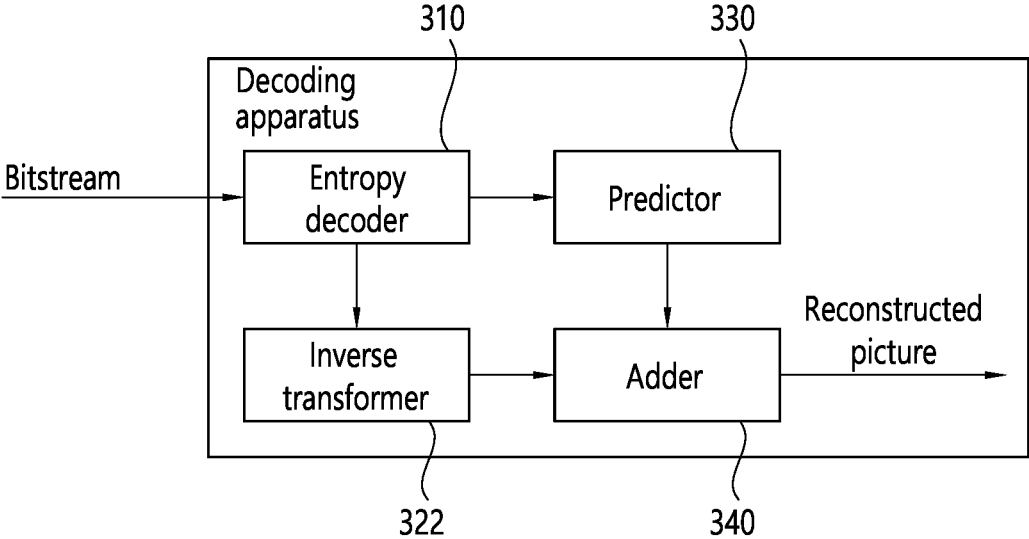 310
330
Decoding
apparatus
Bitstream
Entropy
decoder
Predictor
Inverse
transformer
Adder
Reconstructed
picture
322
340